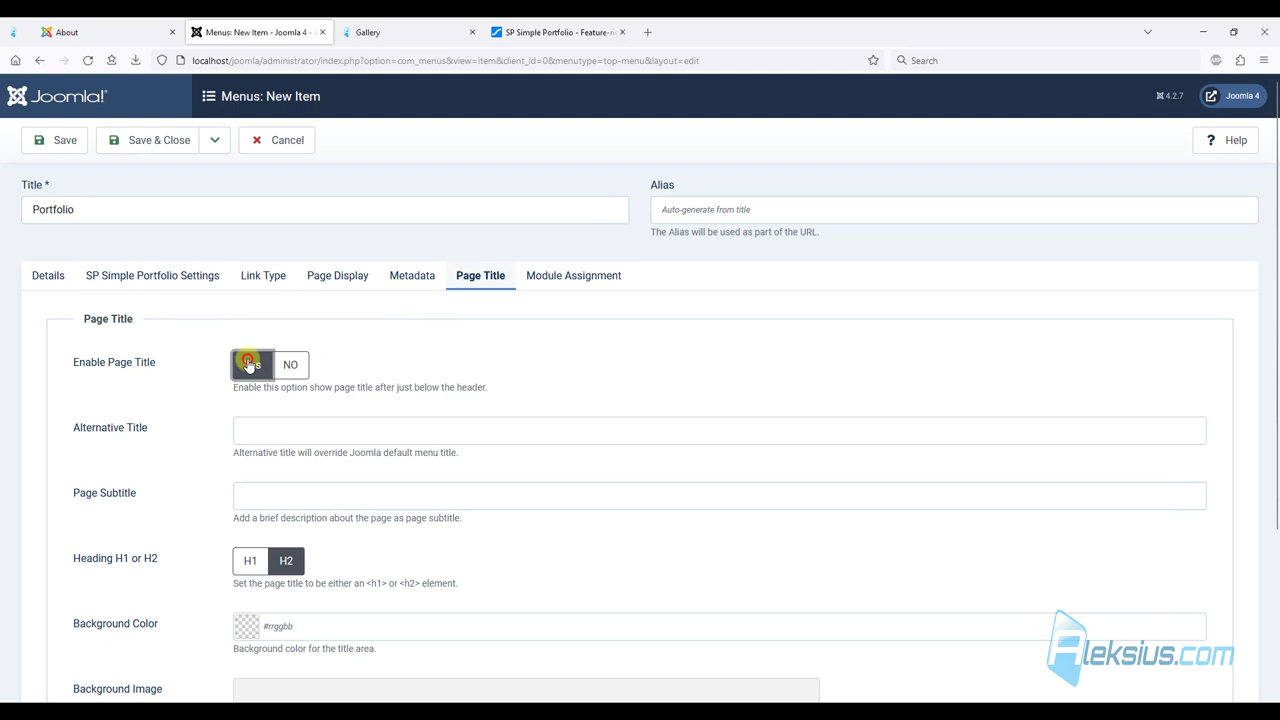 About
Menus: New Item - Joomla 4 -
Gallery
SP Simple Portfolio - Feature-
localhost/joomla/administrator/index.php?option=com_menus&view=item&client_id=0&menutype=top-menu&layout=edit
Search
Joomla!
Menus: New Item
4.2.7
Joomla 4
Save
Save & Close
Cancel
? Help
Title *
Alias
Portfolio
Auto-generate from title
The Alias will be used as part of the URL.
Details
SP Simple Portfolio Settings
Link Type
Page Display
Metadata
Page Title
Module Assignment
Page Title
Enable Page Title
NO
Enable this option show page title after just below the header.
Alternative Title
Alternative title will override Joomla default menu title.
Page Subtitle
Add a brief description about the page as page subtitle.
Heading H1 or H2
H1
H2
Set the page title to be either an <h1> or <h2> element.
Background Color
#rrggbb
Background color for the title area.
Background Image
Aleksius.com